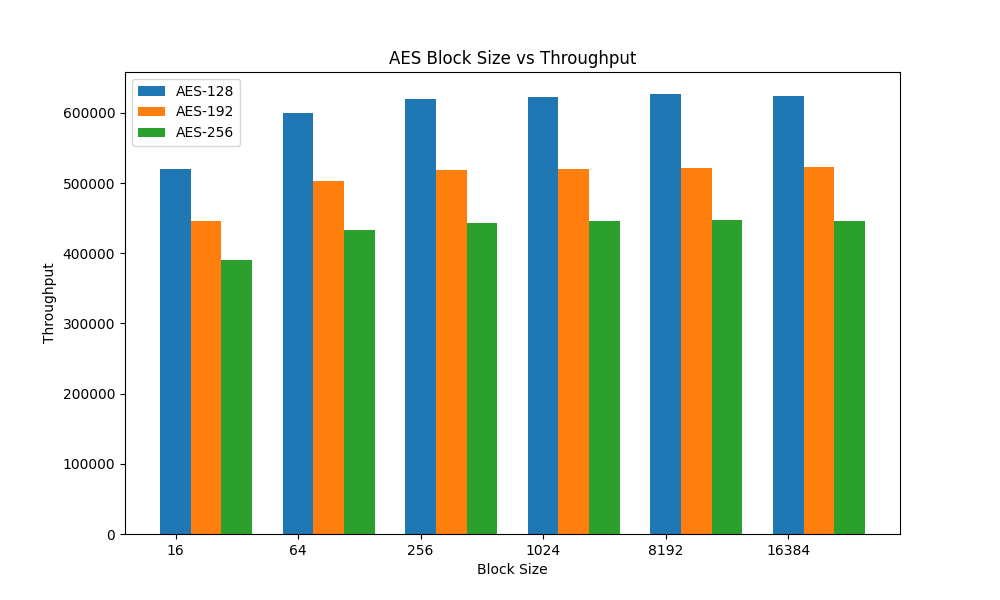 AES Block Size vs Throughput
AES-128
AES-192
AES-256
600000
500000
400000
300000
200000
100000
0
Throughput
16 64 256 1024 8192 16384
Block Size